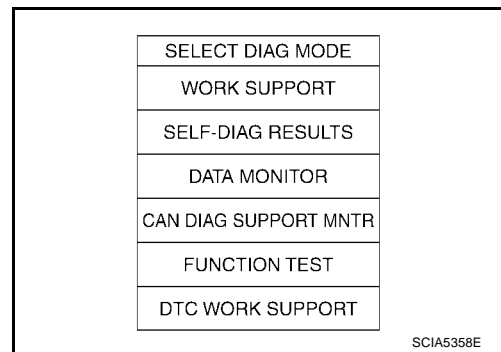 SELECT DIAG MODE
WORK SUPPORT
SELF-DIAG RESULTS
DATA MONITOR
CAN DIAG SUPPORT MNTR
FUNCTION TEST
DTC WORK SUPPORT
SCIA5358E